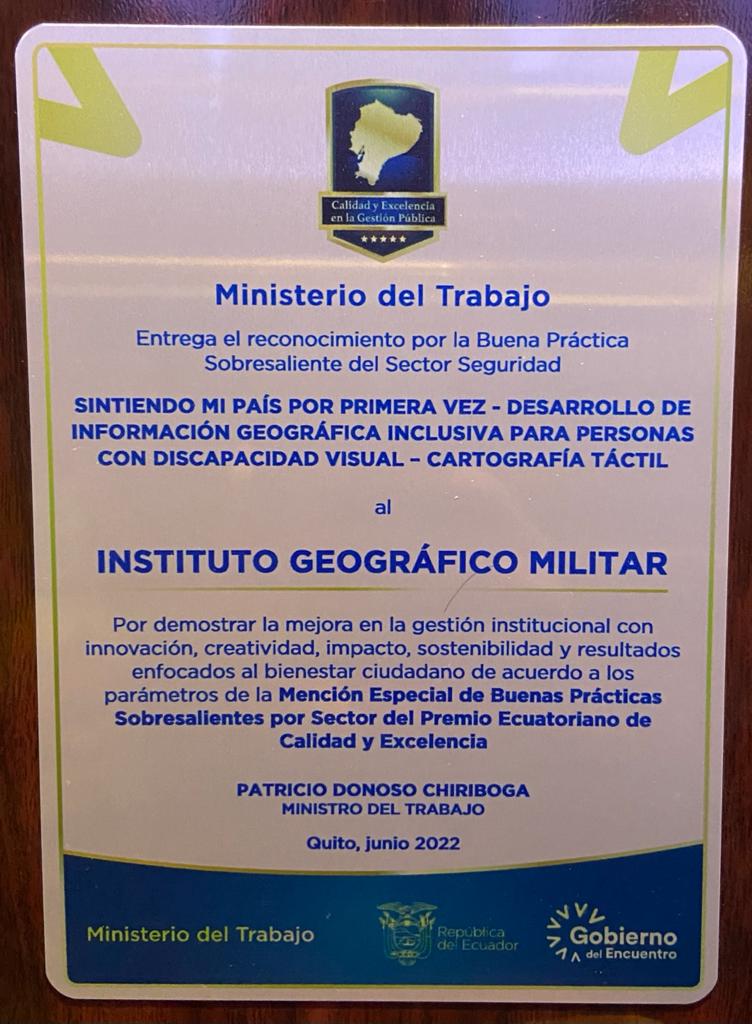 Calidad y Excelencia
en la Gestión Pública
Ministerio del Trabajo
Entrega el reconocimiento por la Buena Práctica
Sobresaliente del Sector Seguridad
SINTIENDO MI PAÍS POR PRIMERA VEZ - DESARROLLO DE
INFORMACIÓN GEOGRÁFICA INCLUSIVA PARA PERSONAS
CON DISCAPACIDAD VISUAL – CARTOGRAFÍA TÁCTIL
al
INSTITUTO GEOGRÁFICO MILITAR
Por demostrar la mejora en la gestión institucional con
innovación, creatividad, impacto, sostenibilidad y resultados
enfocados al bienestar ciudadano de acuerdo a los
parámetros de la Mención Especial de Buenas Prácticas
Sobresalientes por Sector del Premio Ecuatoriano de
Calidad y Excelencia
PATRICIO DONOSO CHIRIBOGA
MINISTRO DEL TRABAJO
Quito, junio 2022
Ministerio del Trabajo
República
del Ecuador
Gobierno
del Encuentro